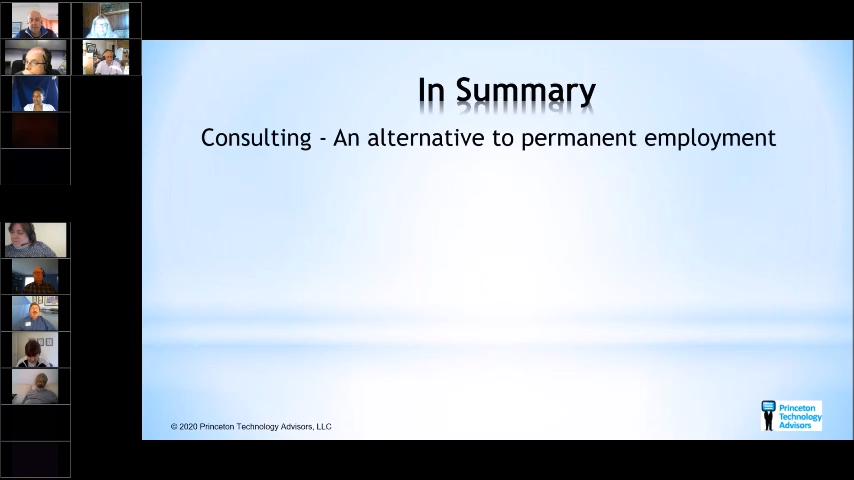 In Summary
Consulting - An alternative to permanent employment
© 2020 Princeton Technology Advisors, LLC
Princeton
Technology
Advisors